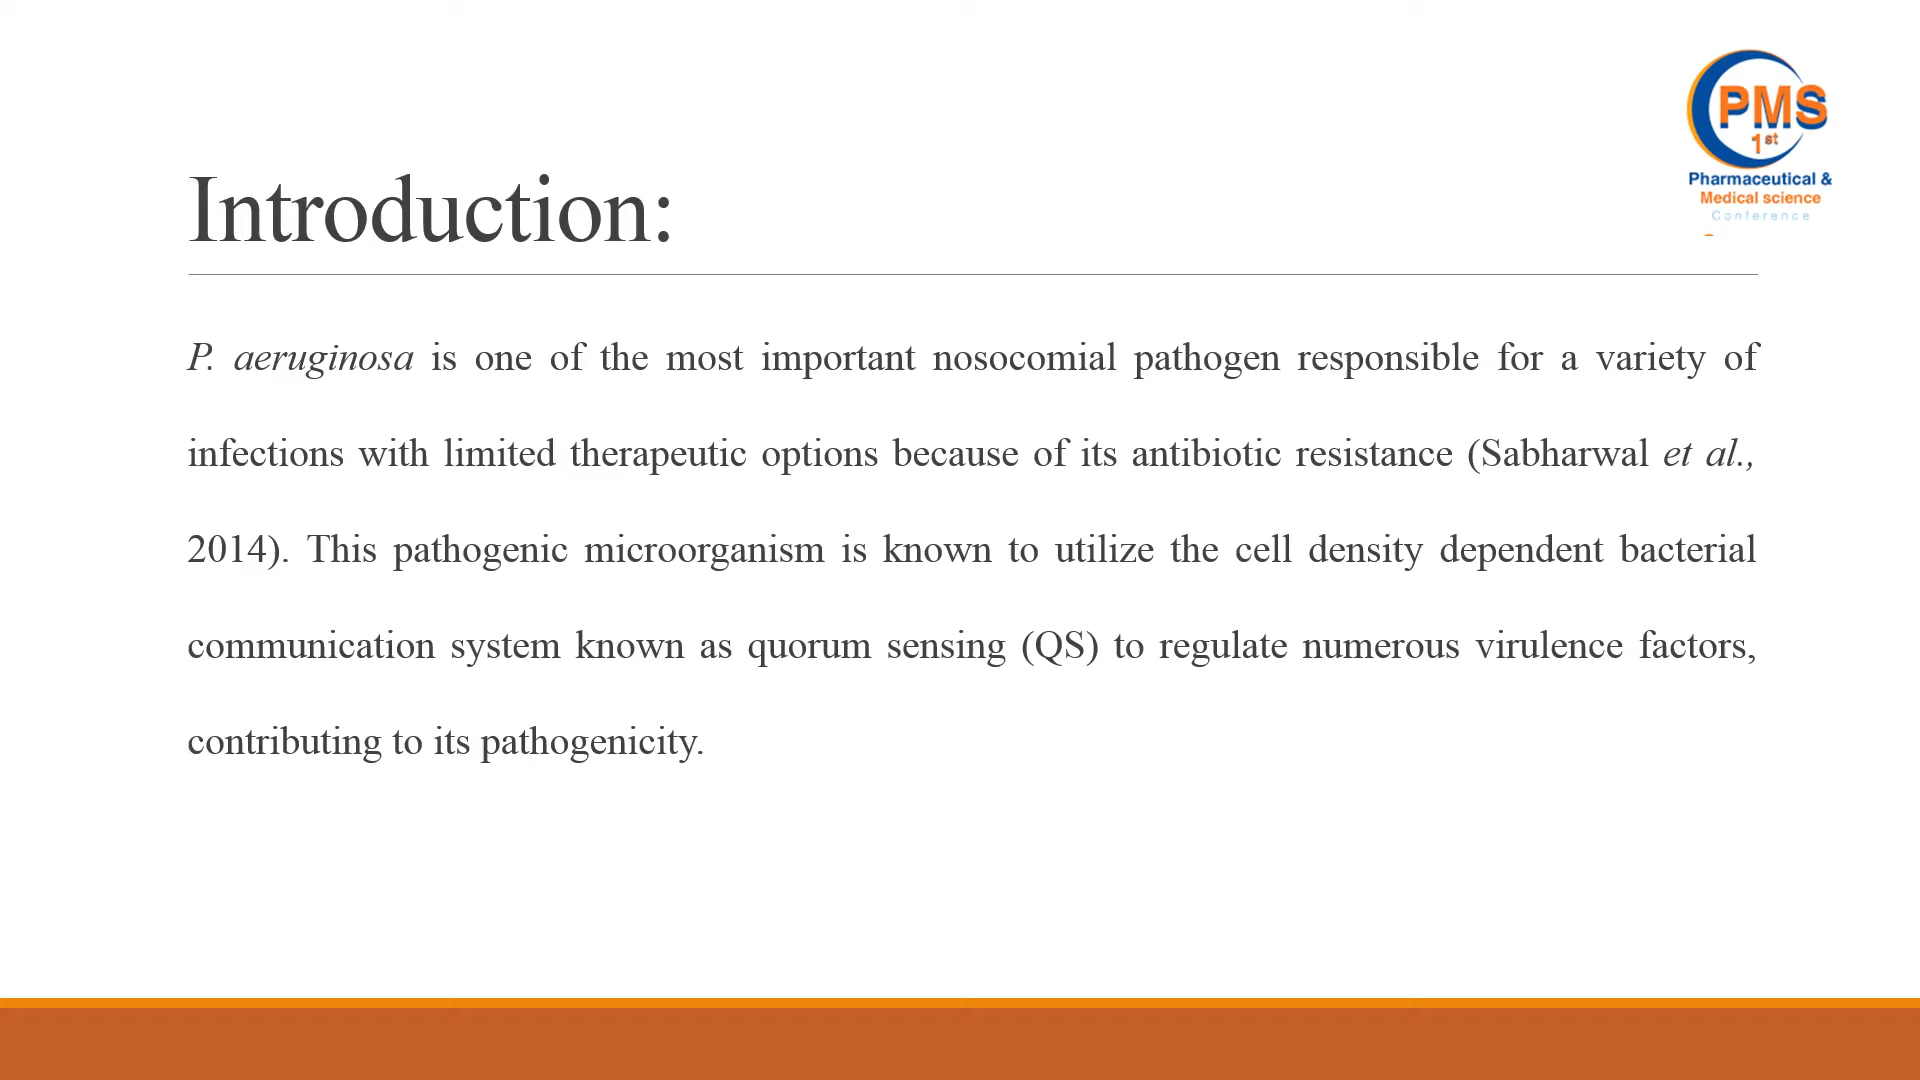 PMS
1st
Pharmaceutical &
Medical science
Conference
Introduction:
P. aeruginosa is one of the most important nosocomial pathogen responsible for a variety of
infections with limited therapeutic options because of its antibiotic resistance (Sabharwal et al.,
2014). This pathogenic microorganism is known to utilize the cell density dependent bacterial
communication system known as quorum sensing (QS) to regulate numerous virulence factors,
contributing to its pathogenicity.